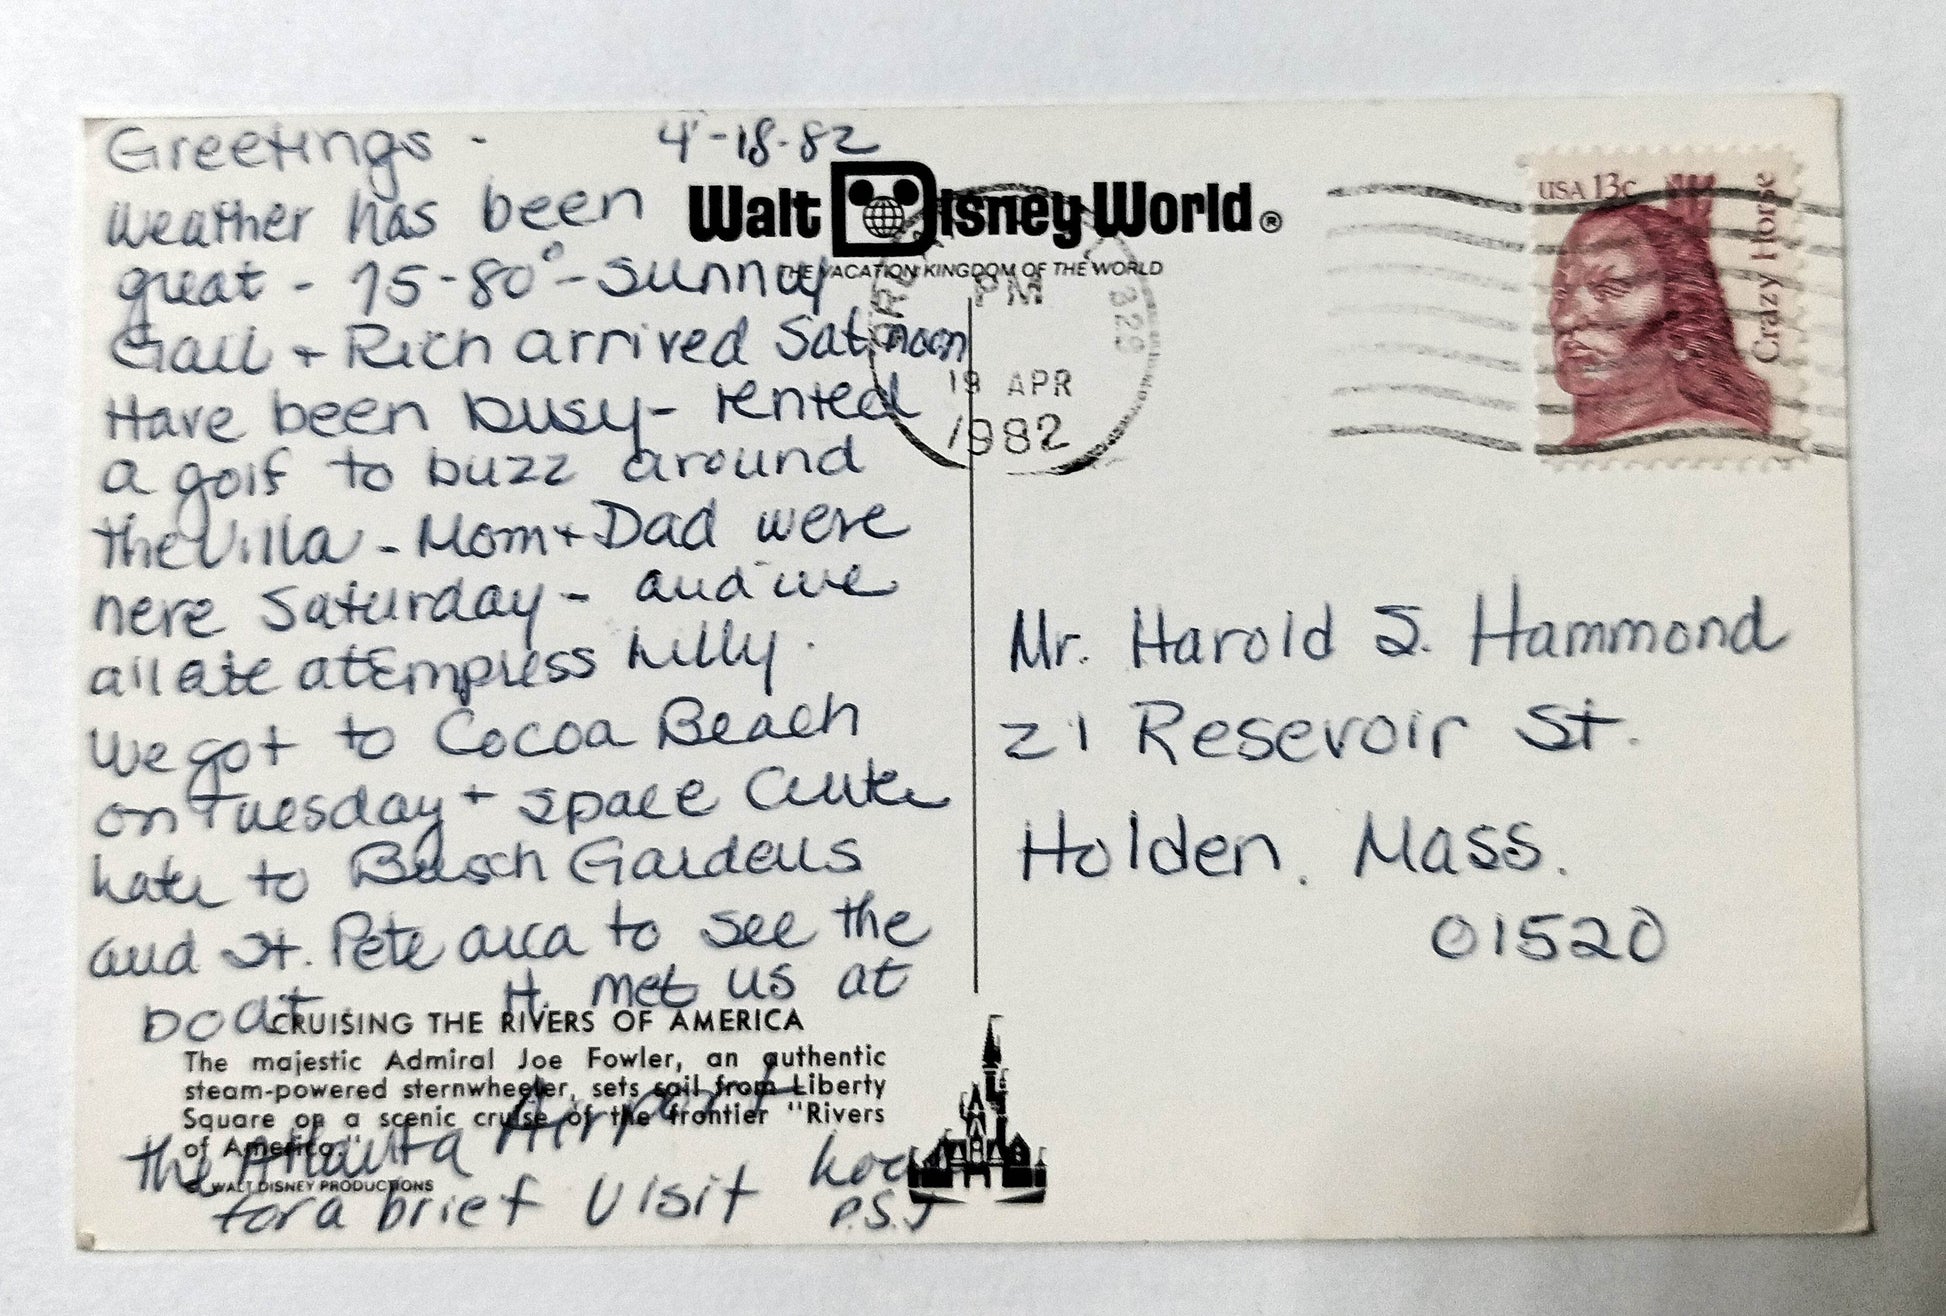 Greetings - 4-18-82
Weather has been
great - 75-80° - sunny
Gail + Rich arrived Sat noon
Have been busy - rented
a golf to buzz around
the Villa - Mom + Dad were
here Saturday - and we
all ate at Empress Lilly.
We got to Cocoa Beach
on Tuesday + space Center
hate to Busch Gardens
and St. Pete area to see the
boat H. met us at
the Atlanta Airport
for a brief visit
P.S.J
Walt Disney World®
THE VACATION KINGDOM OF THE WORLD
PM
329
19 APR
1982
USA 13c
Crazy Horse
Mr. Harold S. Hammond
21 Reservoir St.
Holden, Mass.
01520
CRUISING THE RIVERS OF AMERICA
The majestic Admiral Joe Fowler, an authentic
steam-powered sternwheeler, sets sail from Liberty
Square on a scenic cruise of the frontier "Rivers
of America."
© WALT DISNEY PRODUCTIONS